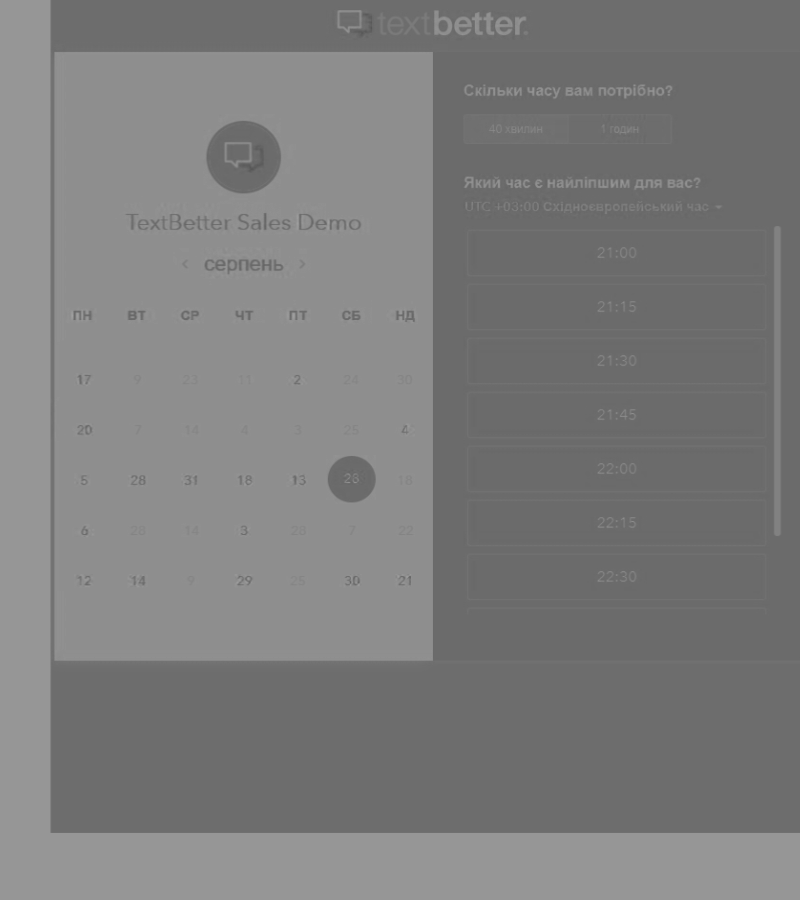 textbetter.
TextBetter Sales Demo
‹ серпень ›
ПН ВТ СР ЧТ ПТ СБ НД
17 9 23 11 2 24 30
20 7 14 4 3 25 4
5 28 31 18 13 26 18
6 28 14 3 26 7 22
12 14 9 29 25 30 21
Скільки часу вам потрібно?
40 хвилин 1 годин
Який час є найліпшим для вас?
UTC +03:00 Східноєвропейський час
21:00
21:15
21:30
21:45
22:00
22:15
22:30